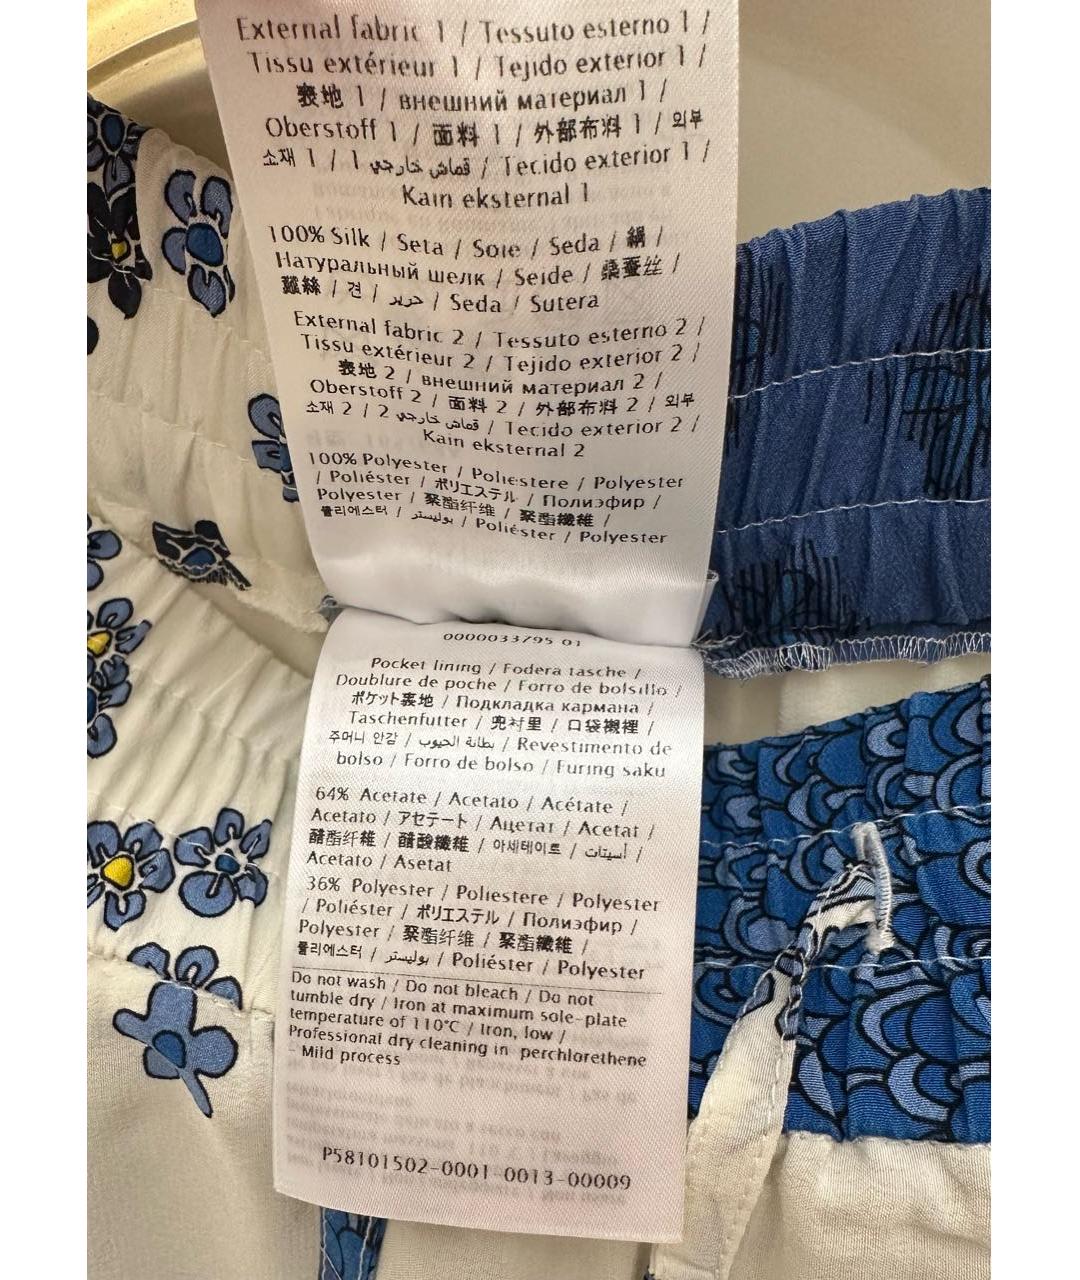 External fabric 1 / Tessuto esterno 1 /
Tissu extérieur 1 / Tejido exterior 1 /
表地 1 / внешний материал 1 /
Oberstoff 1 / 面料 1 / 外部布料 1 / 외부
소재 1 / 1 قماش خارجي / Tecido exterior 1 /
Kain eksternal 1
100% Silk / Seta / Soie / Seda / 絹 /
Натуральный шелк / Seide / 桑蚕丝 /
蠶絲 / 견 / حرير / Seda / Sutera
External fabric 2 / Tessuto esterno 2 /
Tissu extérieur 2 / Tejido exterior 2 /
表地 2 / внешний материал 2 /
Oberstoff 2 / 面料 2 / 外部布料 2 / 외부
소재 2 / 2 قماش خارجي / Tecido exterior 2 /
Kain eksternal 2
100% Polyester / Poliestere / Polyester
/ Poliéster / ポリエステル / Полиэфир /
Polyester / 聚酯纤维 / 聚酯纖維 /
폴리에스터 / بوليستر / Poliéster / Polyester
0000033795 01
Pocket lining / Fodera tasche /
Doublure de poche / Forro de bolsillo /
ポケット裏地 / Подкладка кармана /
Taschenfutter / 兜衬里 / 口袋襯裡 /
주머니 안감 / بطانة الجيوب / Revestimento de
bolso / Forro de bolso / Furing saku
64% Acetate / Acetato / Acétate /
Acetato / アセテート / Ацетат / Acetat /
醋酯纤维 / 醋酸纖維 / 아세테이트 / أسيتات /
Acetato / Asetat
36% Polyester / Poliestere / Polyester
/ Poliéster / ポリエステル / Полиэфир /
Polyester / 聚酯纤维 / 聚酯纖維 /
폴리에스터 / بوليستر / Poliéster / Polyester
Do not wash / Do not bleach / Do not
tumble dry / Iron at maximum sole-plate
temperature of 110°C / Iron, low /
Professional dry cleaning in perchlorethene
- Mild process
P58101502-0001-0013-00009